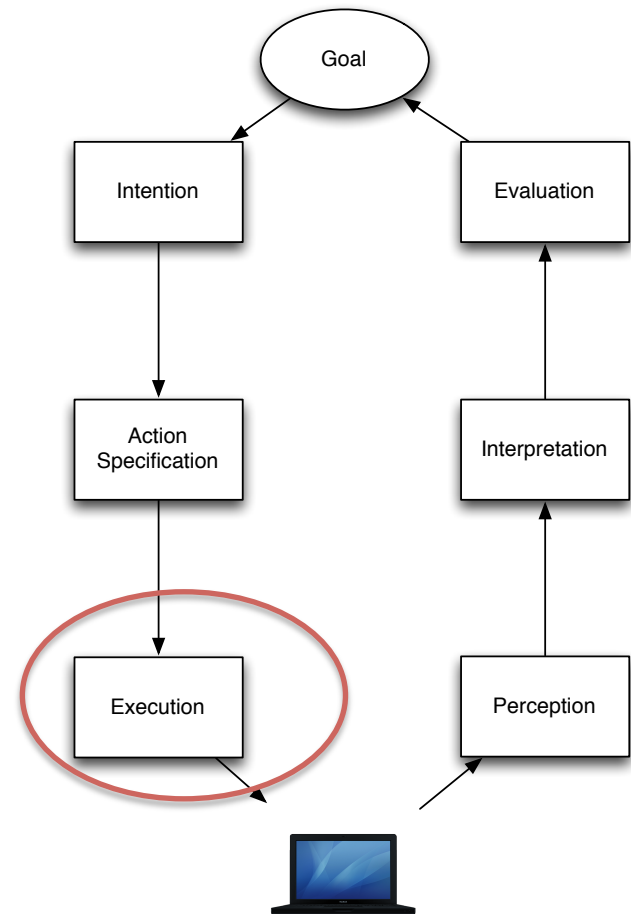 Goal
Intention
Evaluation
Action
Specification
Interpretation
Execution
Perception